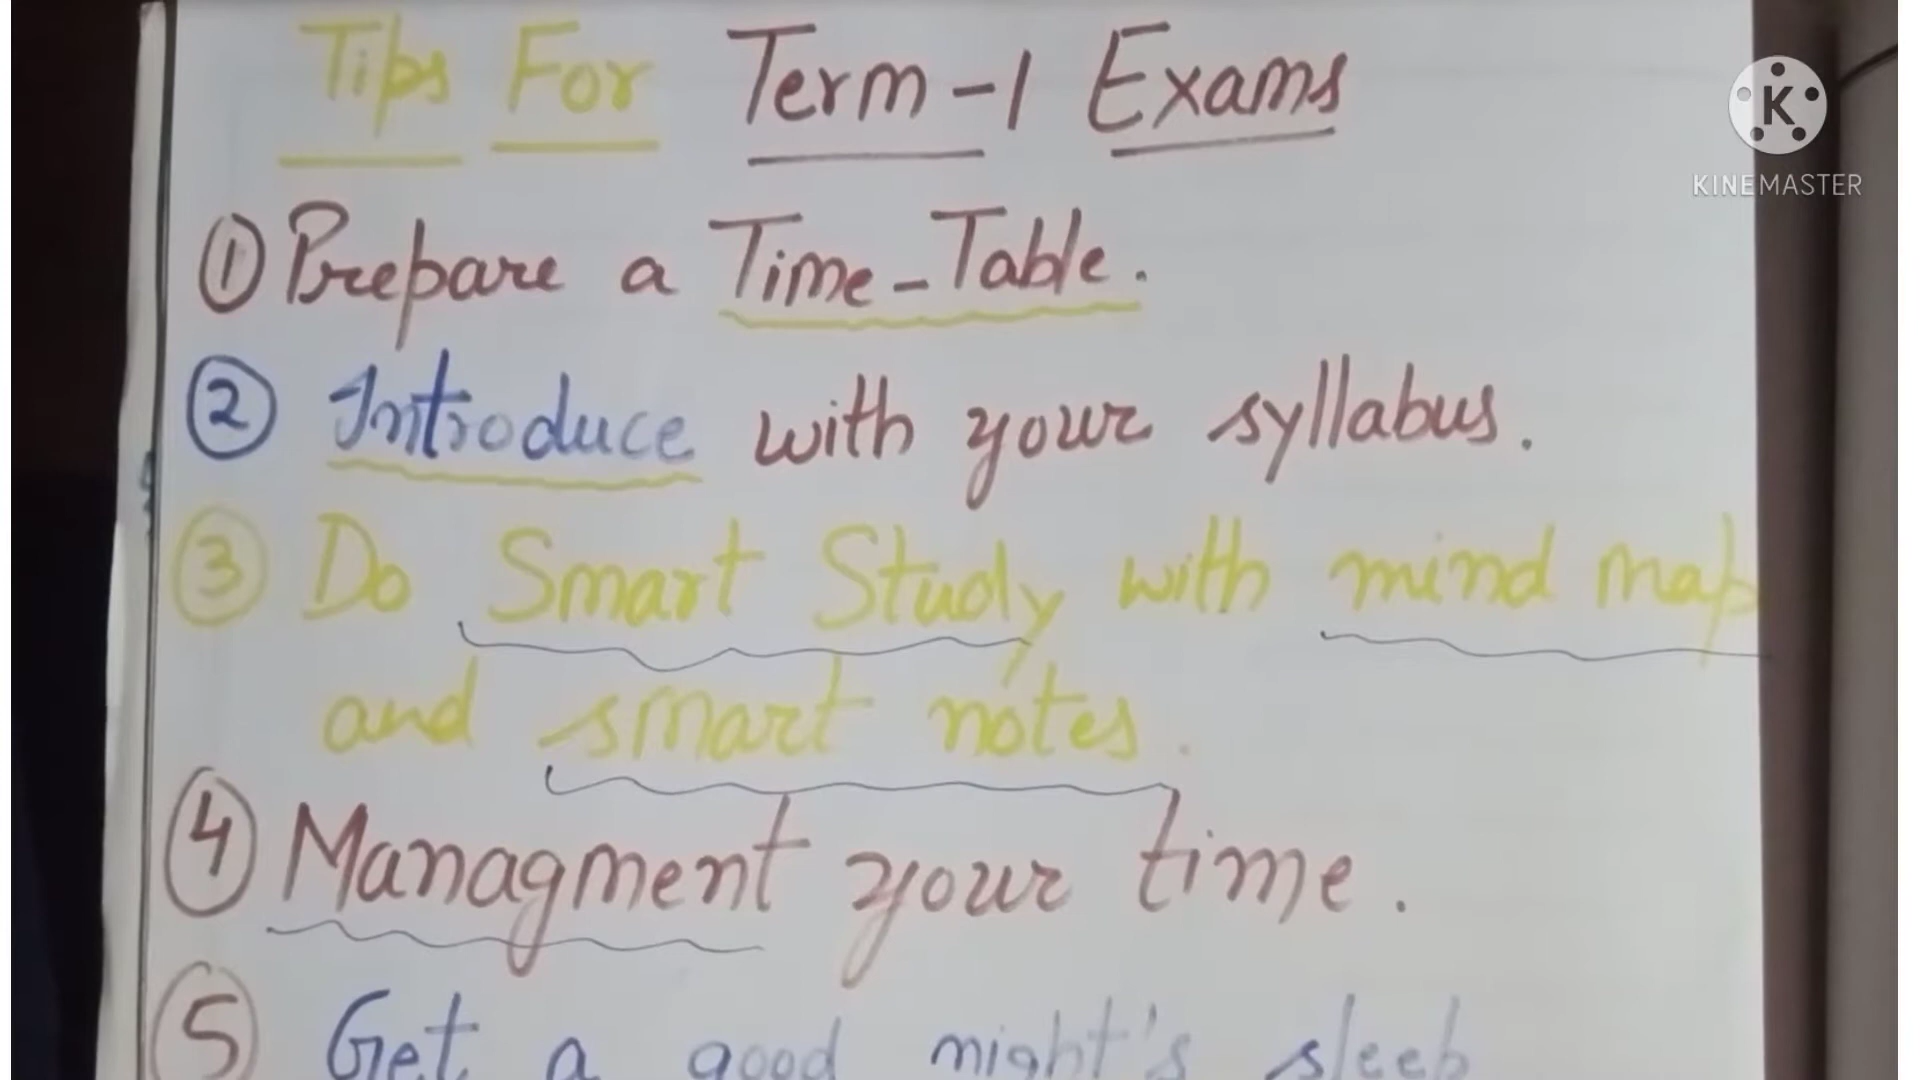 Tips For Term-1 Exams
KINEMASTER
① Prepare a Time-Table.
② Introduce with your syllabus.
③ Do Smart Study with mind map
and smart notes.
④ Managment your time.
⑤ Get a good night's sleep